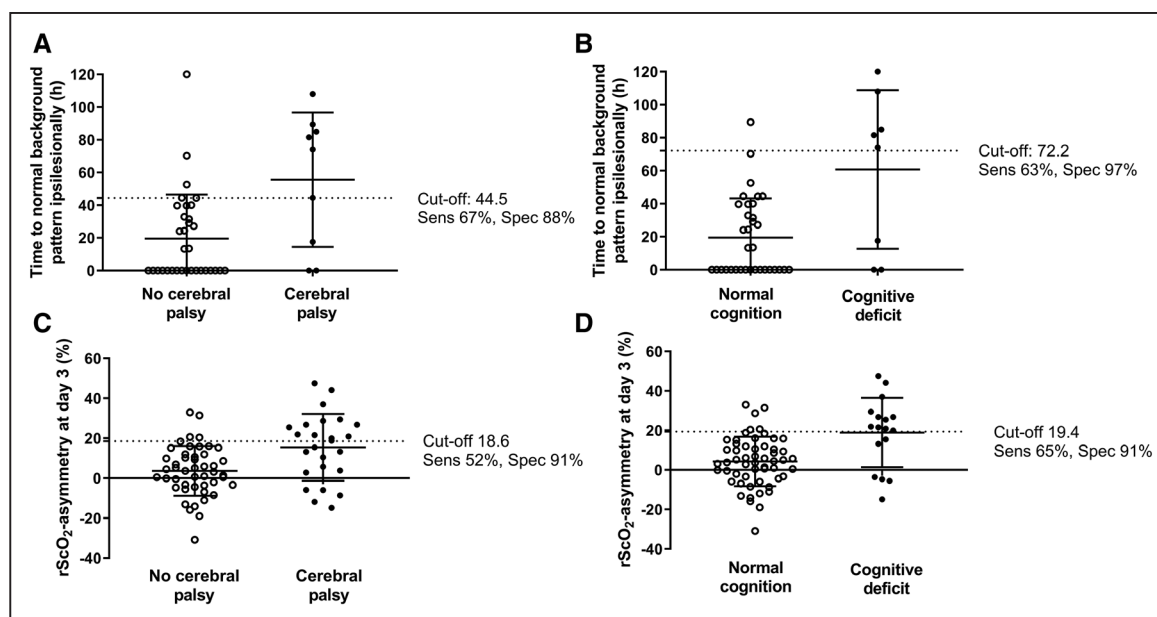 A
Time to normal background
pattern ipsilesionally (h)
120
100
80
60
40
20
0
No cerebral
palsy
Cerebral
palsy
Cut-off: 44.5
Sens 67%, Spec 88%
B
Time to normal background
pattern ipsilesionally (h)
120
100
80
60
40
20
0
Normal
cognition
Cognitive
deficit
Cut-off: 72.2
Sens 63%, Spec 97%
C
rScO₂-asymmetry at day 3 (%)
60
40
20
0
-20
-40
No cerebral
palsy
Cerebral
palsy
Cut-off 18.6
Sens 52%, Spec 91%
D
rScO₂-asymmetry at day 3 (%)
60
40
20
0
-20
-40
Normal
cognition
Cognitive
deficit
Cut-off 19.4
Sens 65%, Spec 91%